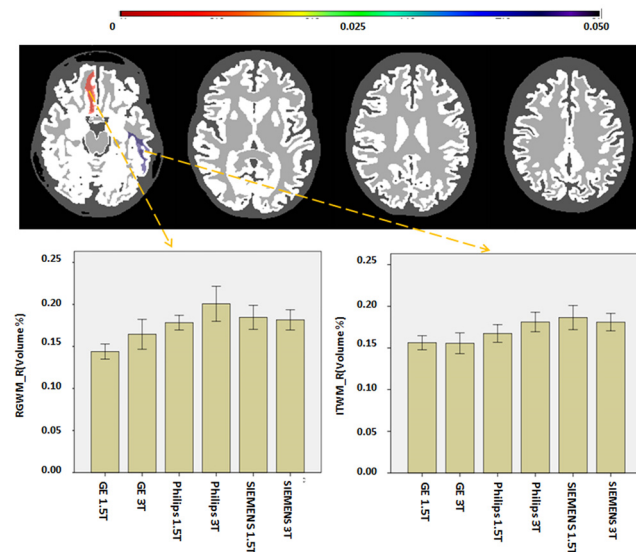 0 0.025 0.050
0.25
0.20
0.15
0.10
0.05
0.00
RGWM_R(Volume%)
GE 1.5T
GE 3T
Philips 1.5T
Philips 3T
SIEMENS 1.5T
SIEMENS 3T
0.25
0.20
0.15
0.10
0.05
0.00
ITWM_R(Volume%)
GE 1.5T
GE 3T
Philips 1.5T
Philips 3T
SIEMENS 1.5T
SIEMENS 3T